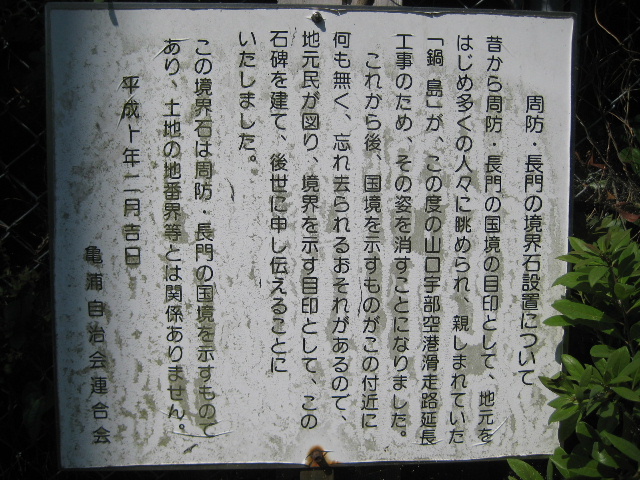 周防・長門の境界石設置について
昔から周防・長門の国境の目印として、地元を
はじめ多くの人々に眺められ、親しまれていた
「鍋島」が、この度の山口宇部空港滑走路延長
工事のため、その姿を消すことになりました。
これから後、国境を示すものがこの付近に
何も無く、忘れ去られるおそれがあるので、
地元民が図り、境界を示す目印として、この
石碑を建て、後世に申し伝えることに
いたしました。
この境界石は周防・長門の国境を示すもので
あり、土地の地番界等とは関係ありません。
平成十年二月吉日
亀浦自治会連合会